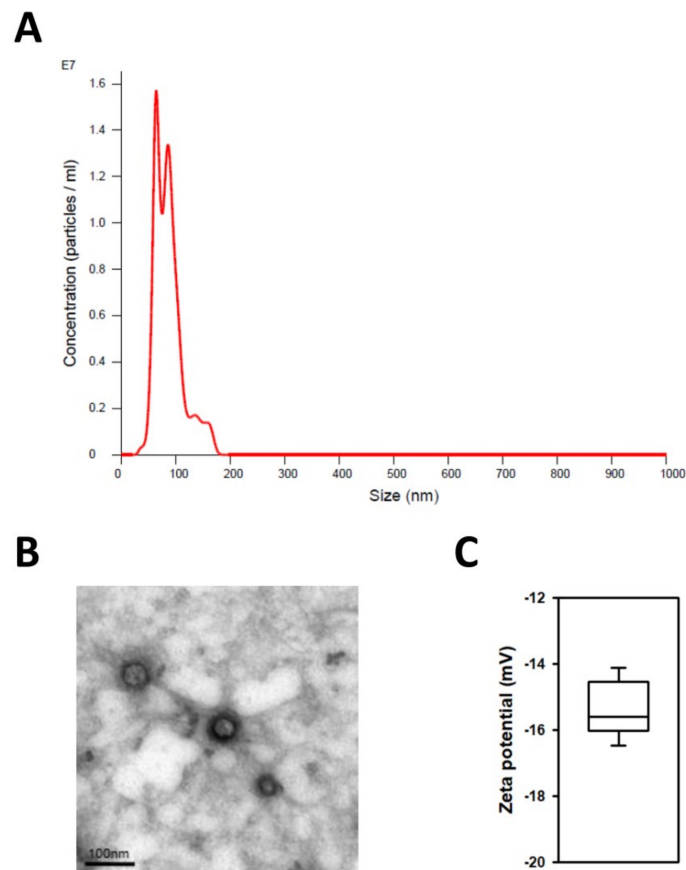 A
E7
1.6
1.4
1.2
1.0
0.8
0.6
0.4
0.2
0
Concentration (particles / ml)
0 100 200 300 400 500 600 700 800 900 1000
Size (nm)
B
100nm
C
-12
-14
-16
-18
-20
Zeta potential (mV)